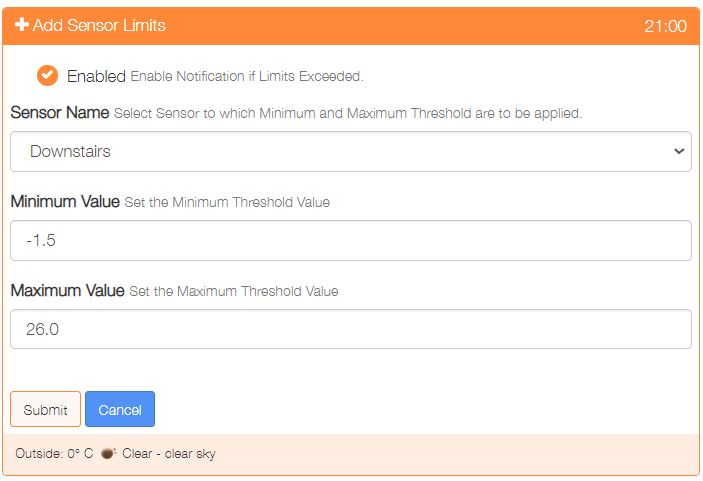 Add Sensor Limits 21:00
Enabled Enable Notification if Limits Exceeded.
Sensor Name Select Sensor to which Minimum and Maximum Threshold are to be applied.
Downstairs
Minimum Value Set the Minimum Threshold Value
-1.5
Maximum Value Set the Maximum Threshold Value
26.0
Submit Cancel
Outside: 0° C Clear - clear sky